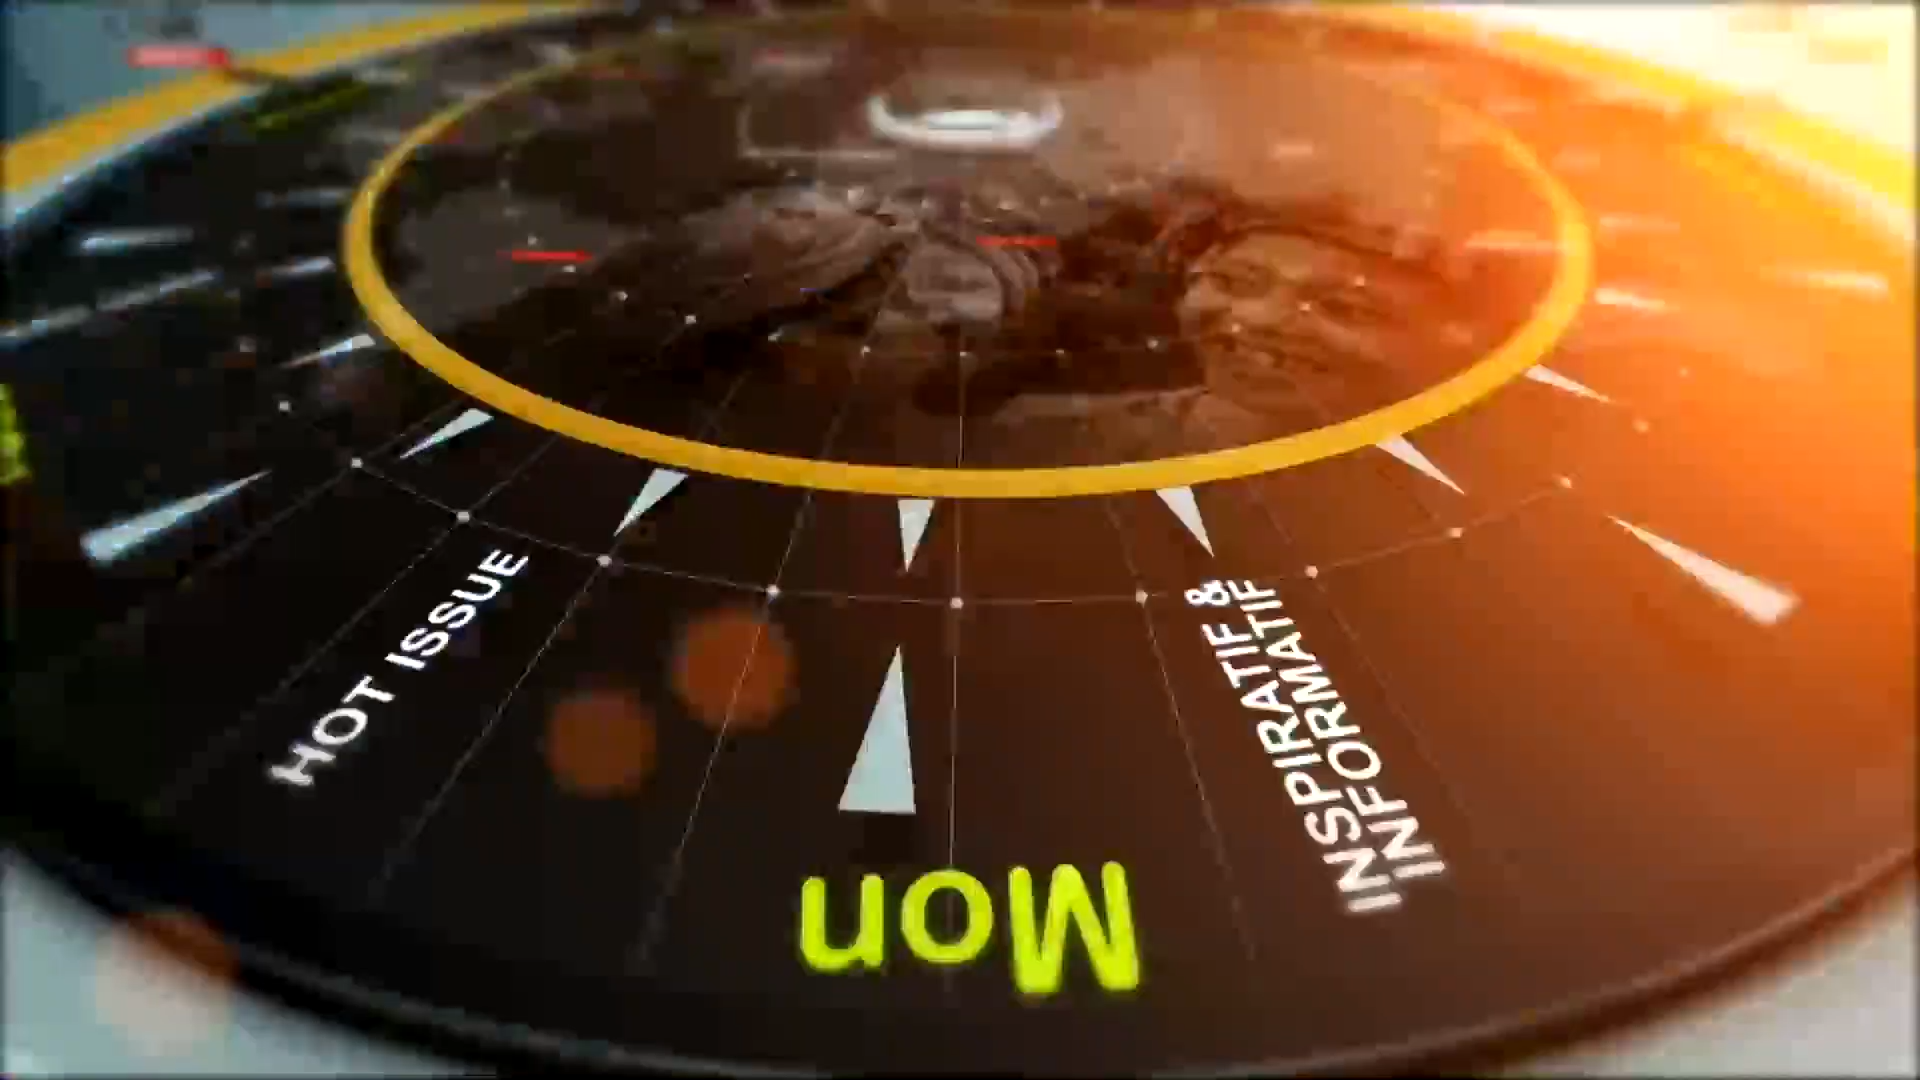 HOT ISSUE
INSPIRATIF &
INFORMATIF
Mon